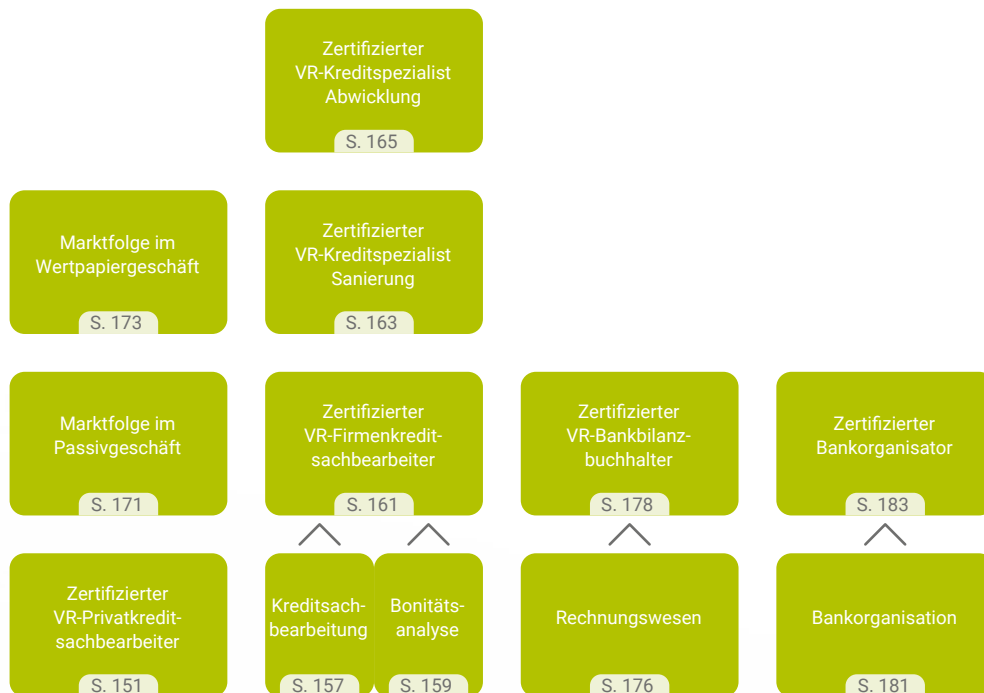 Zertifizierter
VR-Kreditspezialist
Abwicklung
S. 165
Marktfolge im
Wertpapiergeschäft
S. 173
Zertifizierter
VR-Kreditspezialist
Sanierung
S. 163
Marktfolge im
Passivgeschäft
S. 171
Zertifizierter
VR-Firmenkredit-
sachbearbeiter
S. 161
Zertifizierter
VR-Bankbilanz-
buchhalter
S. 178
Zertifizierter
Bankorganisator
S. 183
Zertifizierter
VR-Privatkredit-
sachbearbeiter
S. 151
Kreditsach-
bearbeitung
S. 157
Bonitäts-
analyse
S. 159
Rechnungswesen
S. 176
Bankorganisation
S. 181